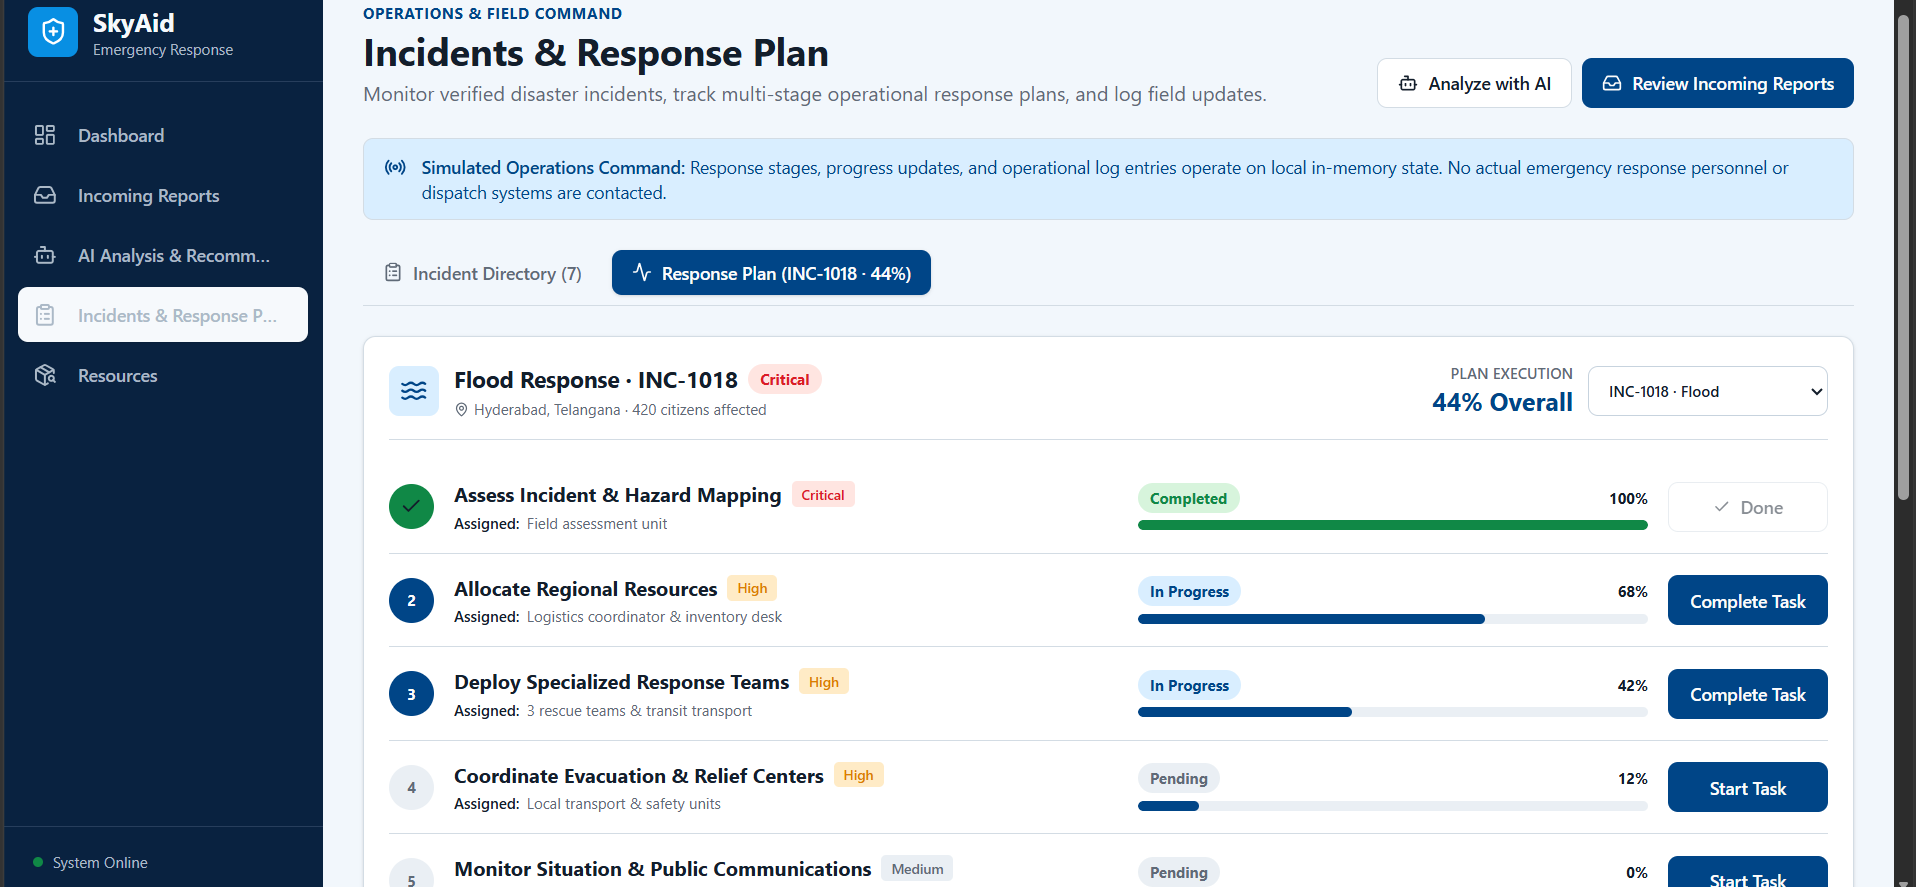 SkyAid
Emergency Response
Dashboard
Incoming Reports
AI Analysis & Recomm...
Incidents & Response P...
Resources
System Online
OPERATIONS & FIELD COMMAND
Incidents & Response Plan
Monitor verified disaster incidents, track multi-stage operational response plans, and log field updates.
Analyze with AI
Review Incoming Reports
Simulated Operations Command: Response stages, progress updates, and operational log entries operate on local in-memory state. No actual emergency response personnel or
dispatch systems are contacted.
Incident Directory (7)
Response Plan (INC-1018 · 44%)
Flood Response · INC-1018 Critical
Hyderabad, Telangana · 420 citizens affected
PLAN EXECUTION
44% Overall
INC-1018 · Flood
Assess Incident & Hazard Mapping Critical
Assigned: Field assessment unit
Completed 100%
Done
2
Allocate Regional Resources High
Assigned: Logistics coordinator & inventory desk
In Progress 68%
Complete Task
3
Deploy Specialized Response Teams High
Assigned: 3 rescue teams & transit transport
In Progress 42%
Complete Task
4
Coordinate Evacuation & Relief Centers High
Assigned: Local transport & safety units
Pending 12%
Start Task
5
Monitor Situation & Public Communications Medium
Pending 0%
Start Task